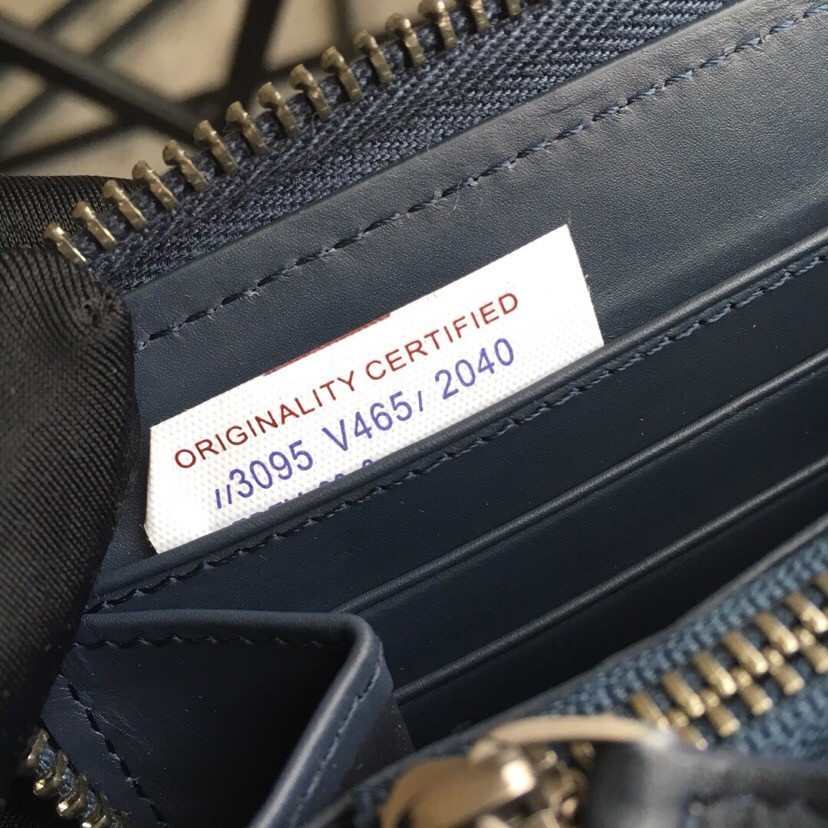 ORIGINALITY CERTIFIED
//3095 V465/ 2040